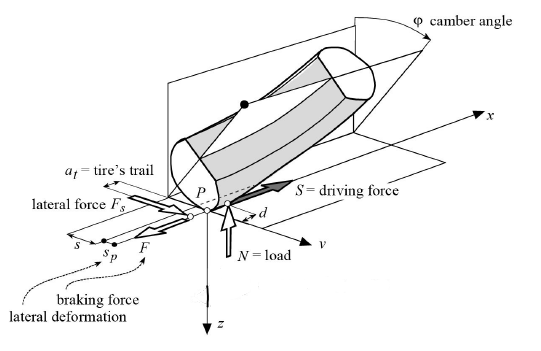 φ camber angle
x
a_t = tire's trail
P
S = driving force
lateral force F_s
d
s
s_p
F
N = load
v
braking force
lateral deformation
z